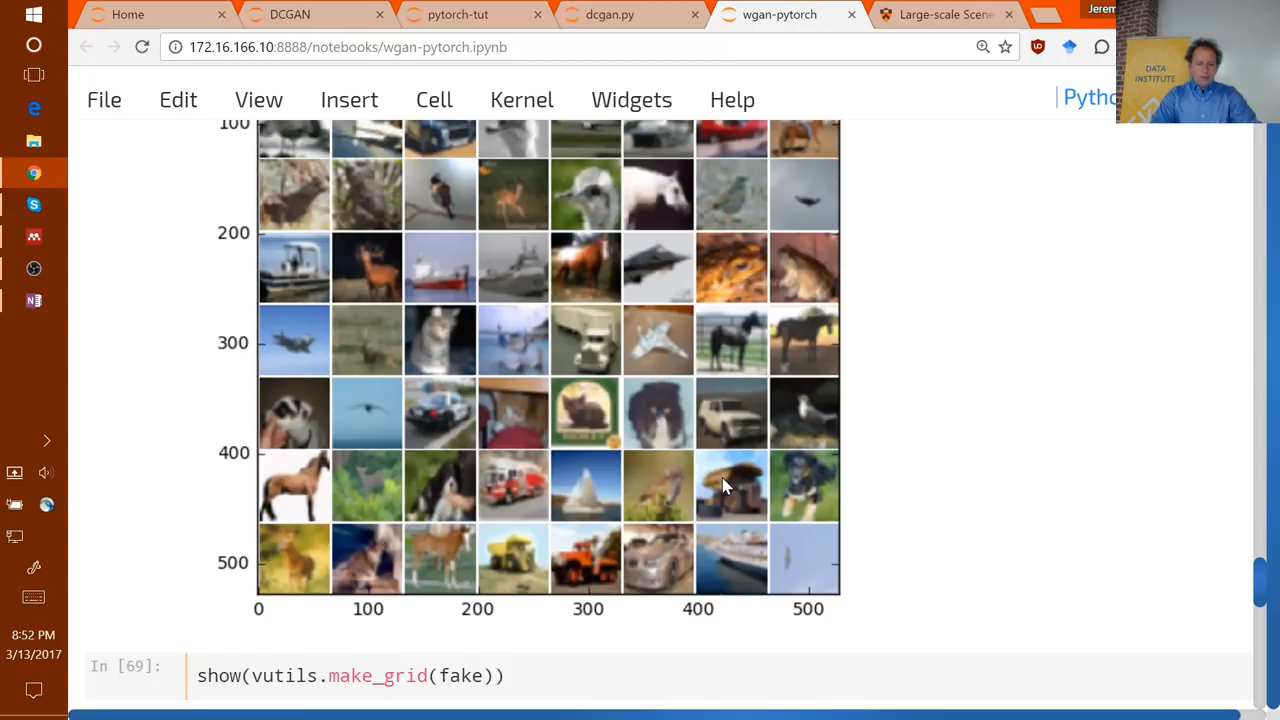 Home
DCGAN
pytorch-tut
dcgan.py
wgan-pytorch
Large-scale Scene
Jerem
172.16.166.10:8888/notebooks/wgan-pytorch.ipynb
File Edit View Insert Cell Kernel Widgets Help
Pytho
DATA
INSTITUTE
100
200
300
400
500
0 100 200 300 400 500
In [69]:
show(vutils.make_grid(fake))
8:52 PM
3/13/2017